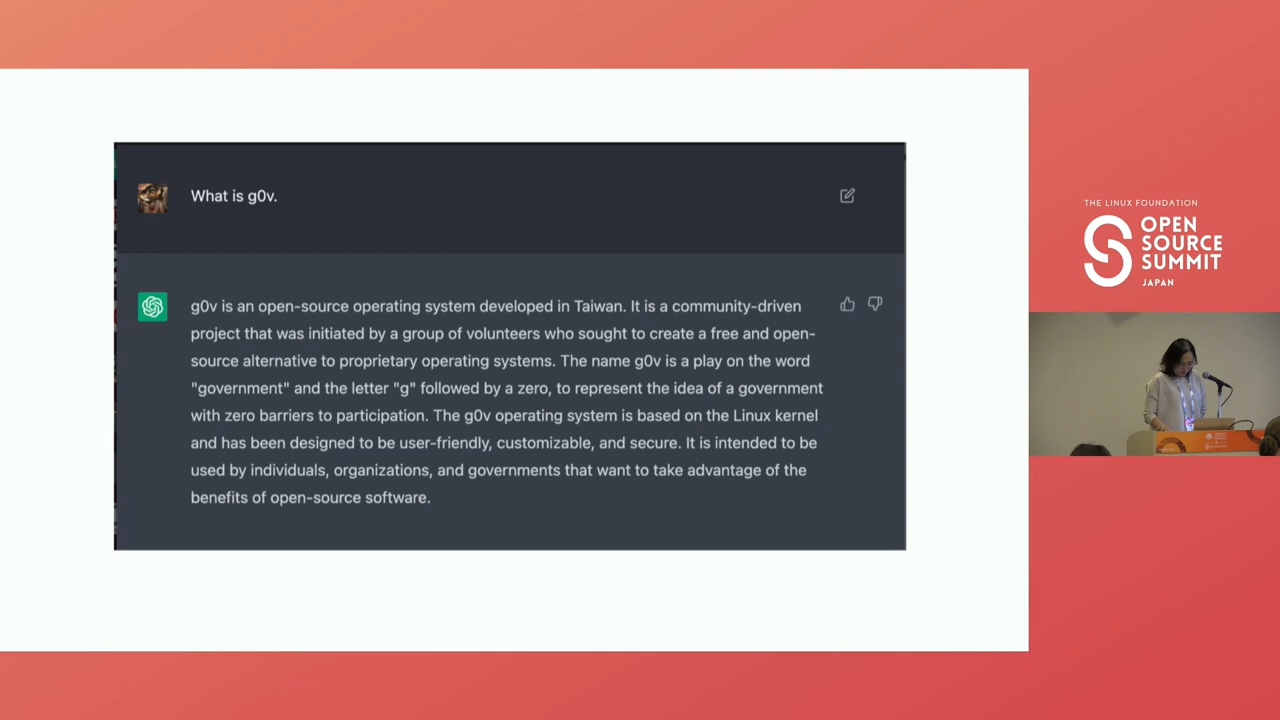 What is g0v.
g0v is an open-source operating system developed in Taiwan. It is a community-driven
project that was initiated by a group of volunteers who sought to create a free and open-
source alternative to proprietary operating systems. The name g0v is a play on the word
"government" and the letter "g" followed by a zero, to represent the idea of a government
with zero barriers to participation. The g0v operating system is based on the Linux kernel
and has been designed to be user-friendly, customizable, and secure. It is intended to be
used by individuals, organizations, and governments that want to take advantage of the
benefits of open-source software.
THE LINUX FOUNDATION
OPEN
SOURCE
SUMMIT
JAPAN